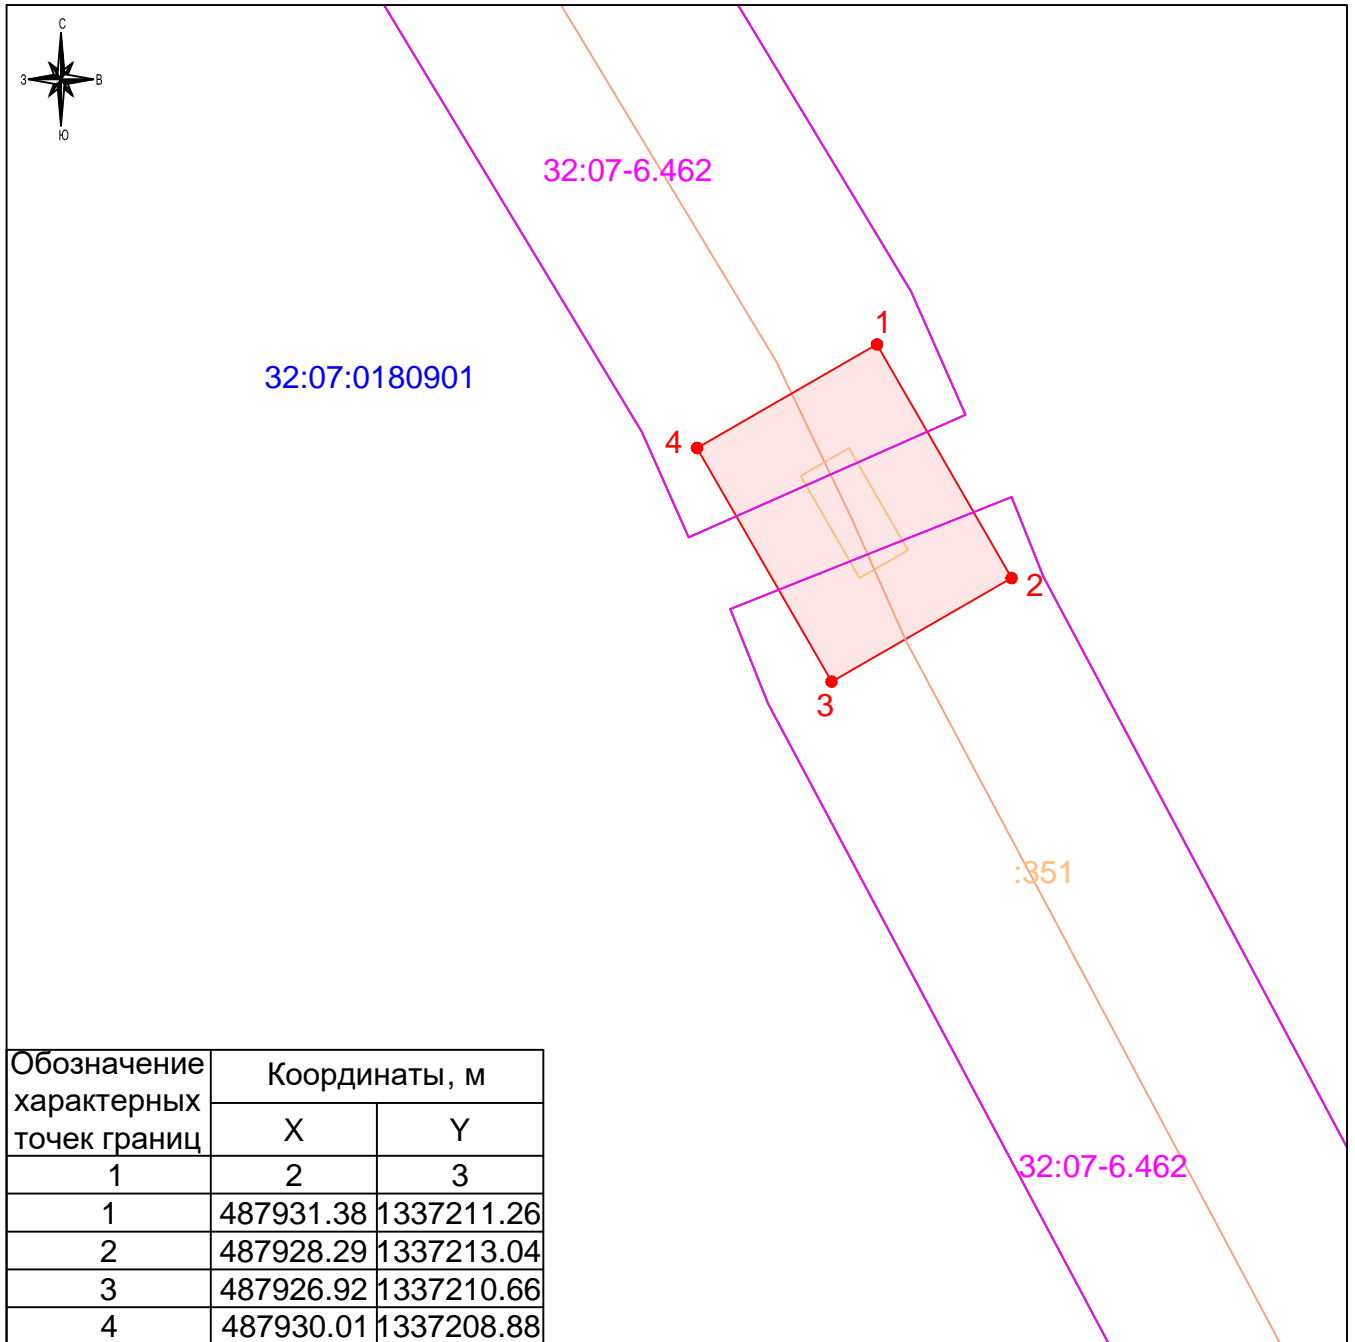 С
З
В
Ю
32:07-6.462
1
32:07:0180901
4
2
3
:351
32:07-6.462
Обозначение характерных точек границ
Координаты, м
X
Y
1 2 3
1 487931.38 1337211.26
2 487928.29 1337213.04
3 487926.92 1337210.66
4 487930.01 1337208.88